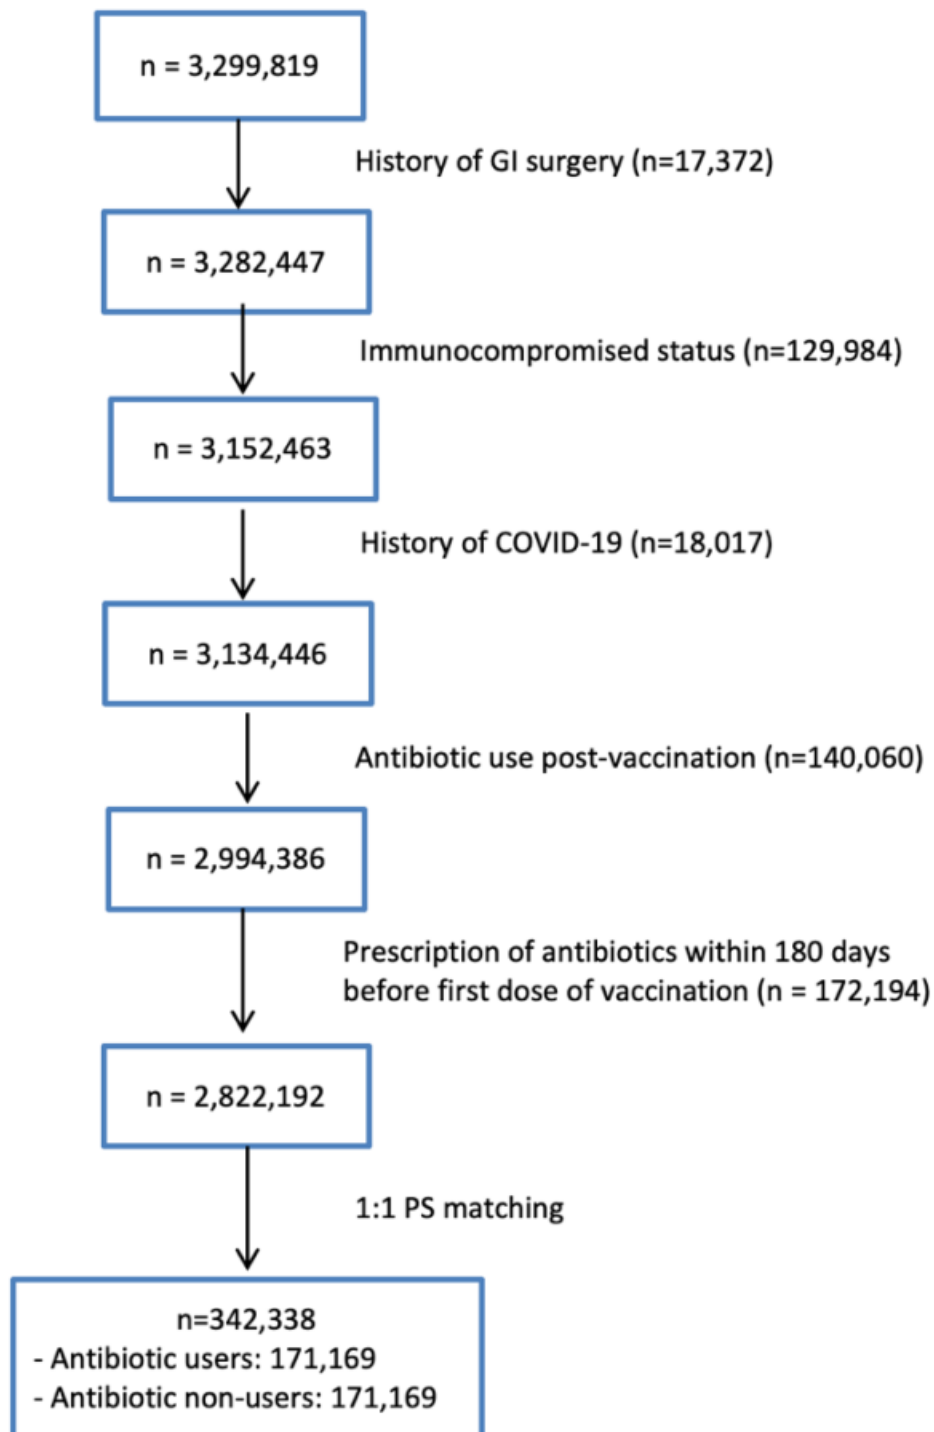 n = 3,299,819
History of GI surgery (n=17,372)
n = 3,282,447
Immunocompromised status (n=129,984)
n = 3,152,463
History of COVID-19 (n=18,017)
n = 3,134,446
Antibiotic use post-vaccination (n=140,060)
n = 2,994,386
Prescription of antibiotics within 180 days
before first dose of vaccination (n = 172,194)
n = 2,822,192
1:1 PS matching
n=342,338
- Antibiotic users: 171,169
- Antibiotic non-users: 171,169